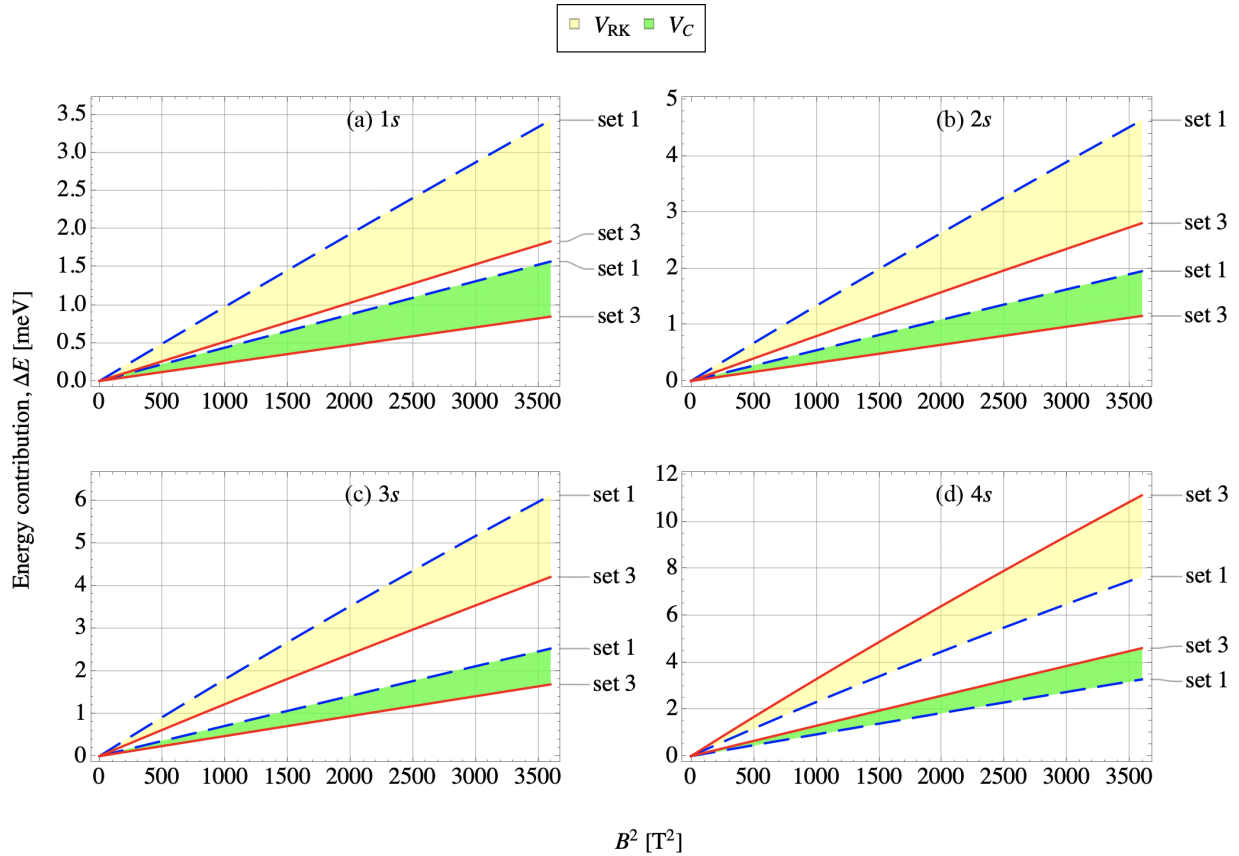 V_RK V_C
Energy contribution, ΔE [meV]
(a) 1s
3.5
3.0
2.5
2.0
1.5
1.0
0.5
0.0
0 500 1000 1500 2000 2500 3000 3500
set 1
set 3
set 1
set 3
(b) 2s
5
4
3
2
1
0
0 500 1000 1500 2000 2500 3000 3500
set 1
set 3
set 1
set 3
(c) 3s
6
5
4
3
2
1
0
0 500 1000 1500 2000 2500 3000 3500
set 1
set 3
set 1
set 3
(d) 4s
12
10
8
6
4
2
0
0 500 1000 1500 2000 2500 3000 3500
set 3
set 1
set 3
set 1
B² [T²]